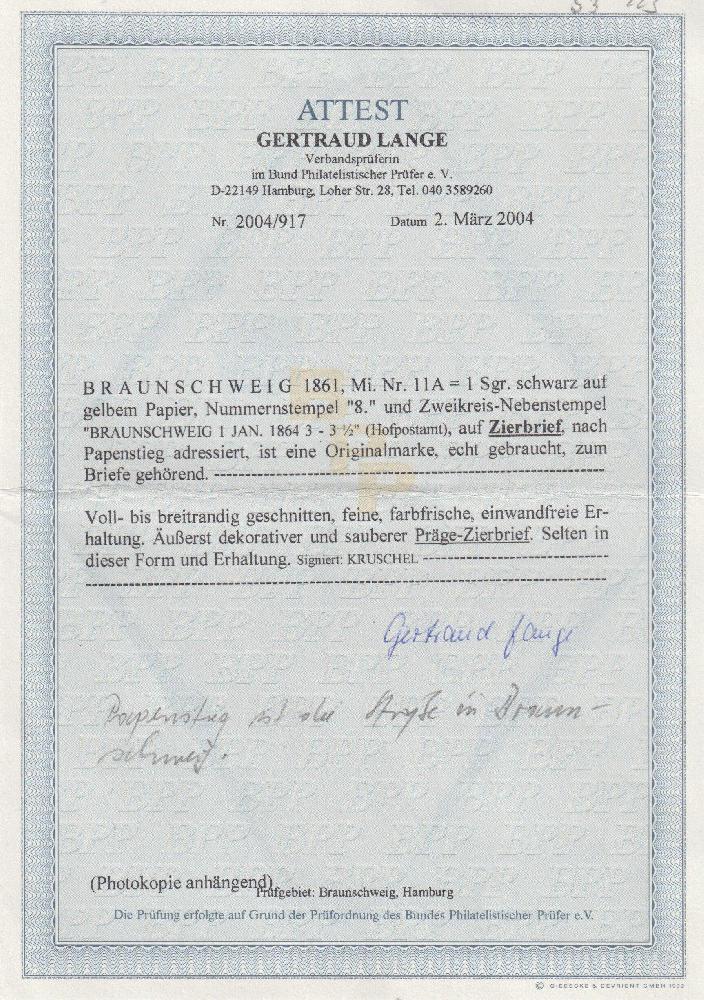 ATTEST
GERTRAUD LANGE
Verbandsprüferin
im Bund Philatelistischer Prüfer e. V.
D-22149 Hamburg, Loher Str. 28, Tel. 040 3589260
Nr. 2004/917 Datum 2. März 2004
BRAUNSCHWEIG 1861, Mi. Nr. 11A = 1 Sgr. schwarz auf
gelbem Papier, Nummernstempel "8." und Zweikreis-Nebenstempel
"BRAUNSCHWEIG 1 JAN. 1864 3 - 3 ½" (Hofpostamt), auf Zierbrief, nach
Papenstieg adressiert, ist eine Originalmarke, echt gebraucht, zum
Briefe gehörend.
Voll- bis breitrandig geschnitten, feine, farbfrische, einwandfreie Er-
haltung. Äußerst dekorativer und sauberer Präge-Zierbrief. Selten in
dieser Form und Erhaltung. Signiert: KRUSCHEL
Gertraud Lange
Papenstieg ist die Straße in Braun-
schweig.
(Photokopie anhängend)
Prüfgebiet: Braunschweig, Hamburg
Die Prüfung erfolgte auf Grund der Prüfordnung des Bundes Philatelistischer Prüfer e.V.
© GIESECKE & DEVRIENT GMBH